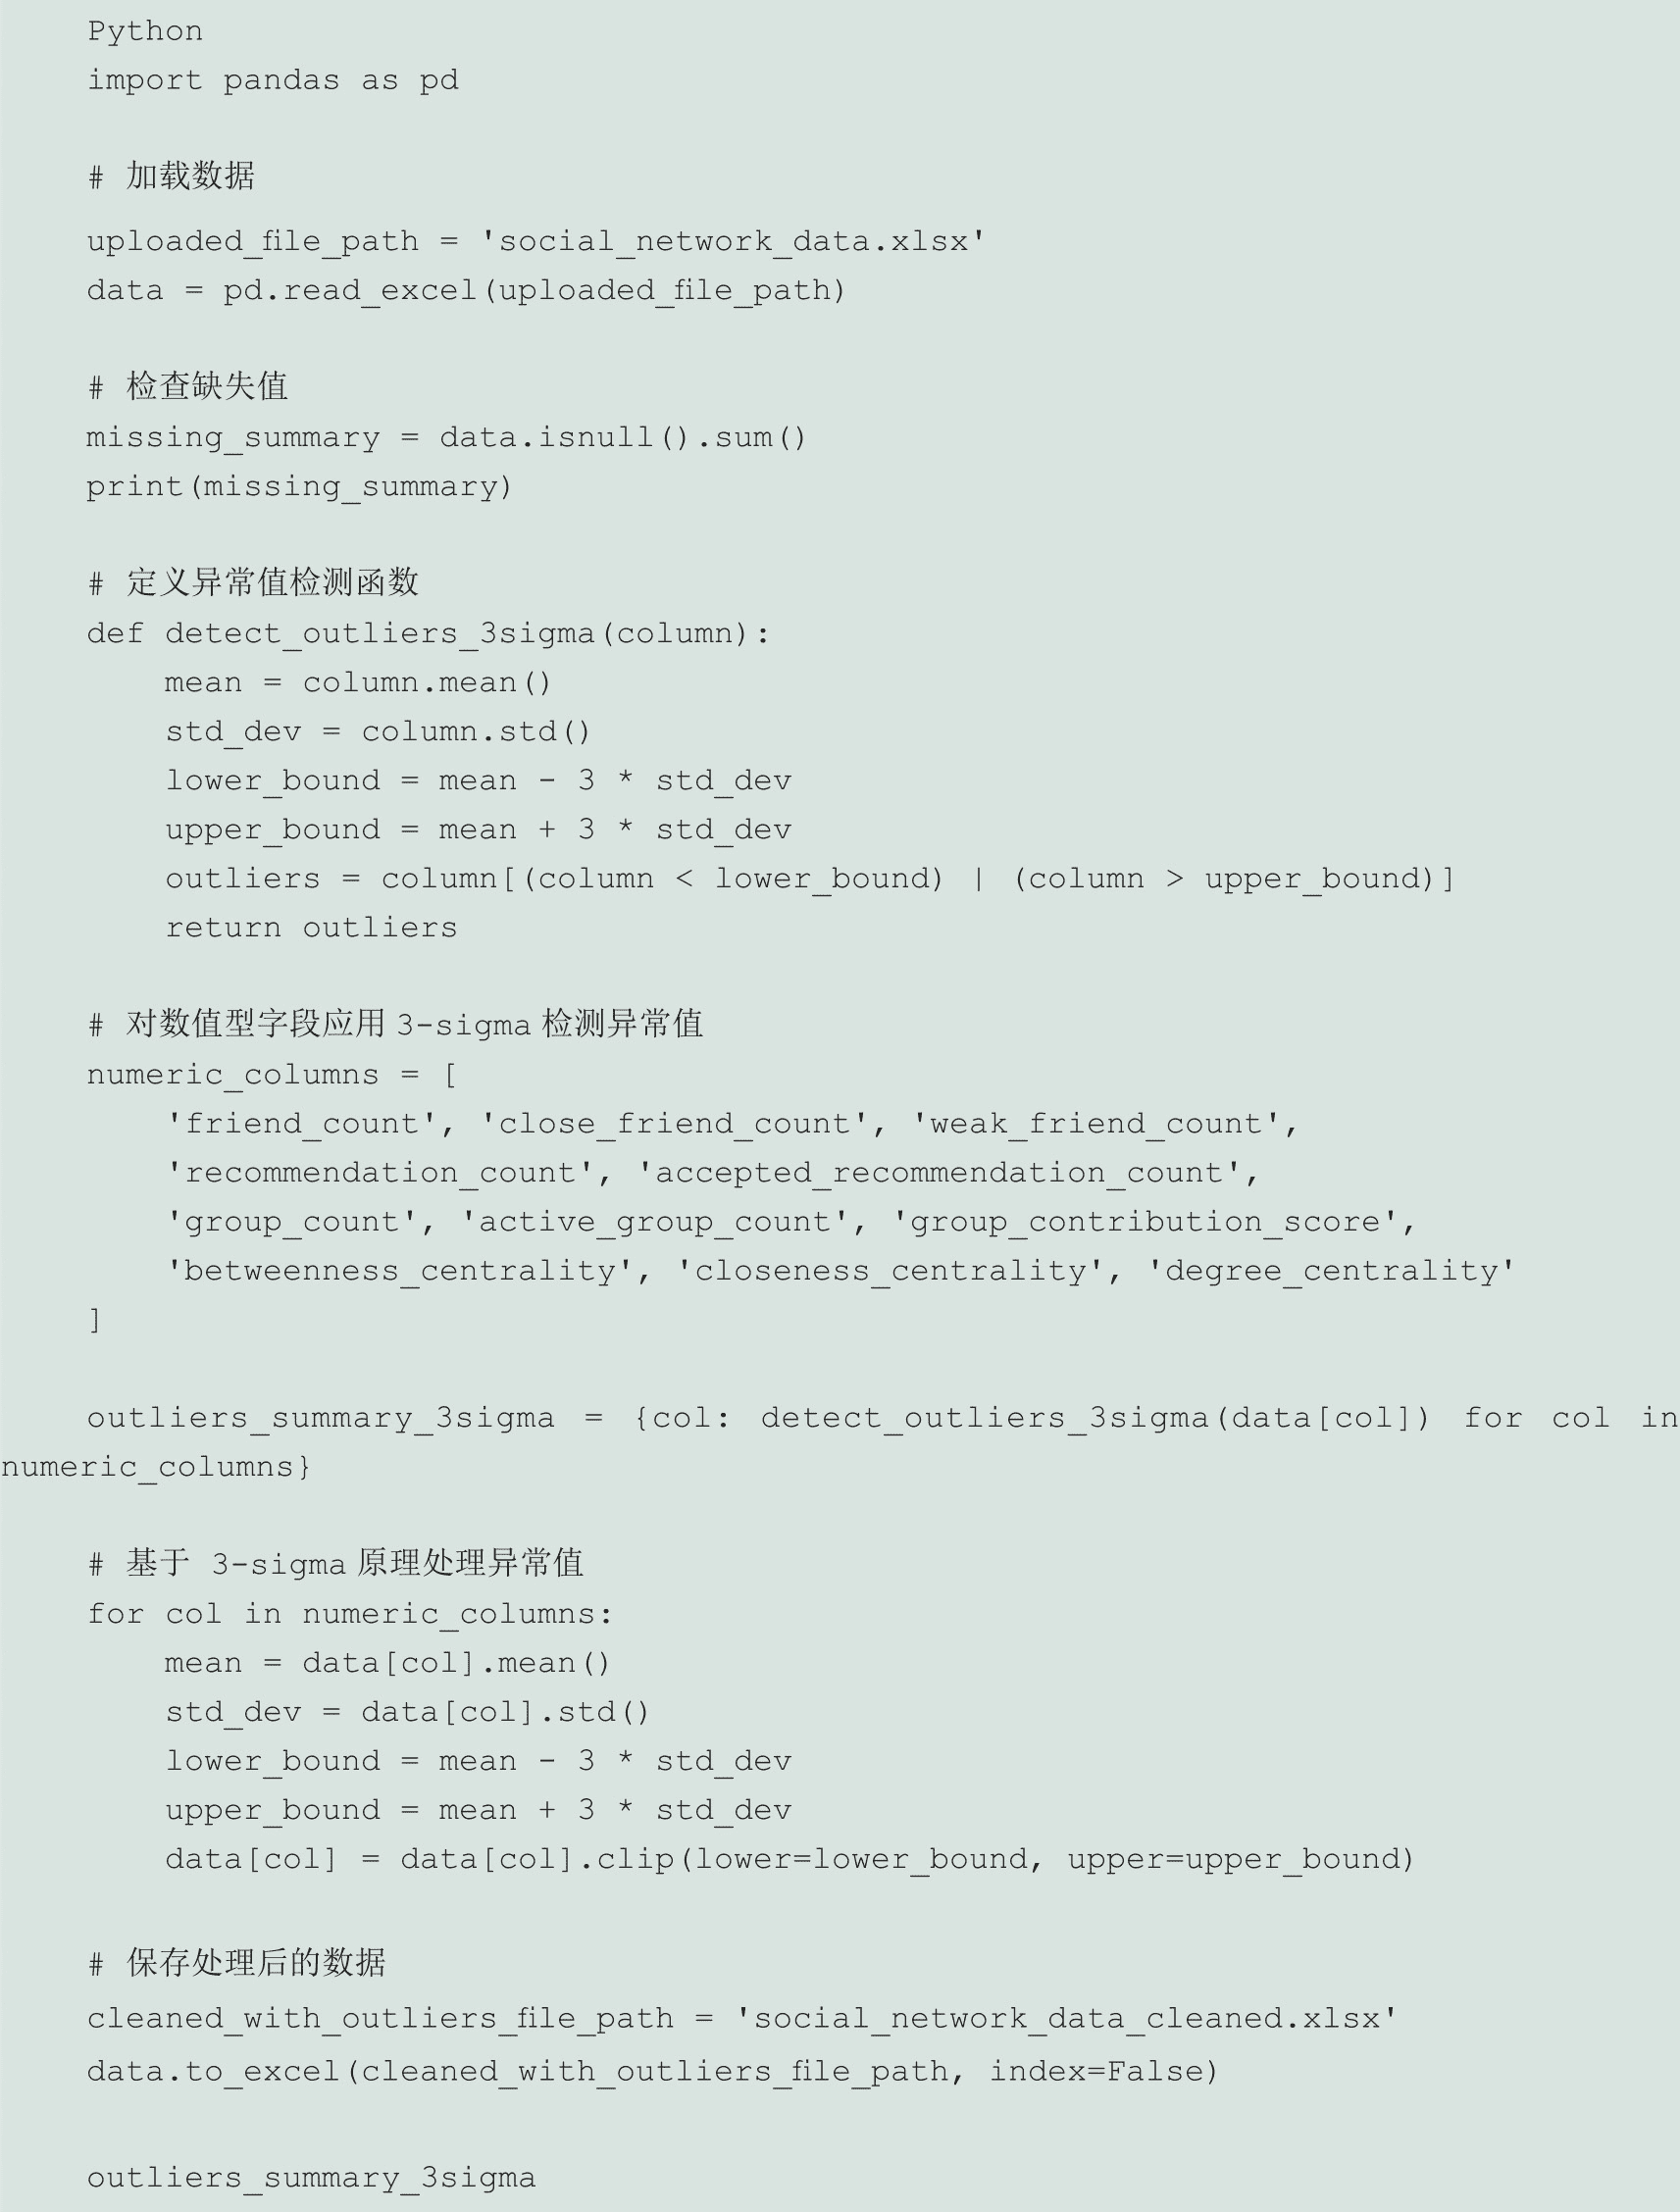 Python
import pandas as pd
# 加载数据
uploaded_file_path = 'social_network_data.xlsx'
data = pd.read_excel(uploaded_file_path)
# 检查缺失值
missing_summary = data.isnull().sum()
print(missing_summary)
# 定义异常值检测函数
def detect_outliers_3sigma(column):
    mean = column.mean()
    std_dev = column.std()
    lower_bound = mean - 3 * std_dev
    upper_bound = mean + 3 * std_dev
    outliers = column[(column < lower_bound) | (column > upper_bound)]
    return outliers
# 对数值型字段应用 3-sigma 检测异常值
numeric_columns = [
    'friend_count', 'close_friend_count', 'weak_friend_count',
    'recommendation_count', 'accepted_recommendation_count',
    'group_count', 'active_group_count', 'group_contribution_score',
    'betweenness_centrality', 'closeness_centrality', 'degree_centrality'
]
outliers_summary_3sigma = {col: detect_outliers_3sigma(data[col]) for col in
numeric_columns}
# 基于 3-sigma 原理处理异常值
for col in numeric_columns:
    mean = data[col].mean()
    std_dev = data[col].std()
    lower_bound = mean - 3 * std_dev
    upper_bound = mean + 3 * std_dev
    data[col] = data[col].clip(lower=lower_bound, upper=upper_bound)
# 保存处理后的数据
cleaned_with_outliers_file_path = 'social_network_data_cleaned.xlsx'
data.to_excel(cleaned_with_outliers_file_path, index=False)
outliers_summary_3sigma